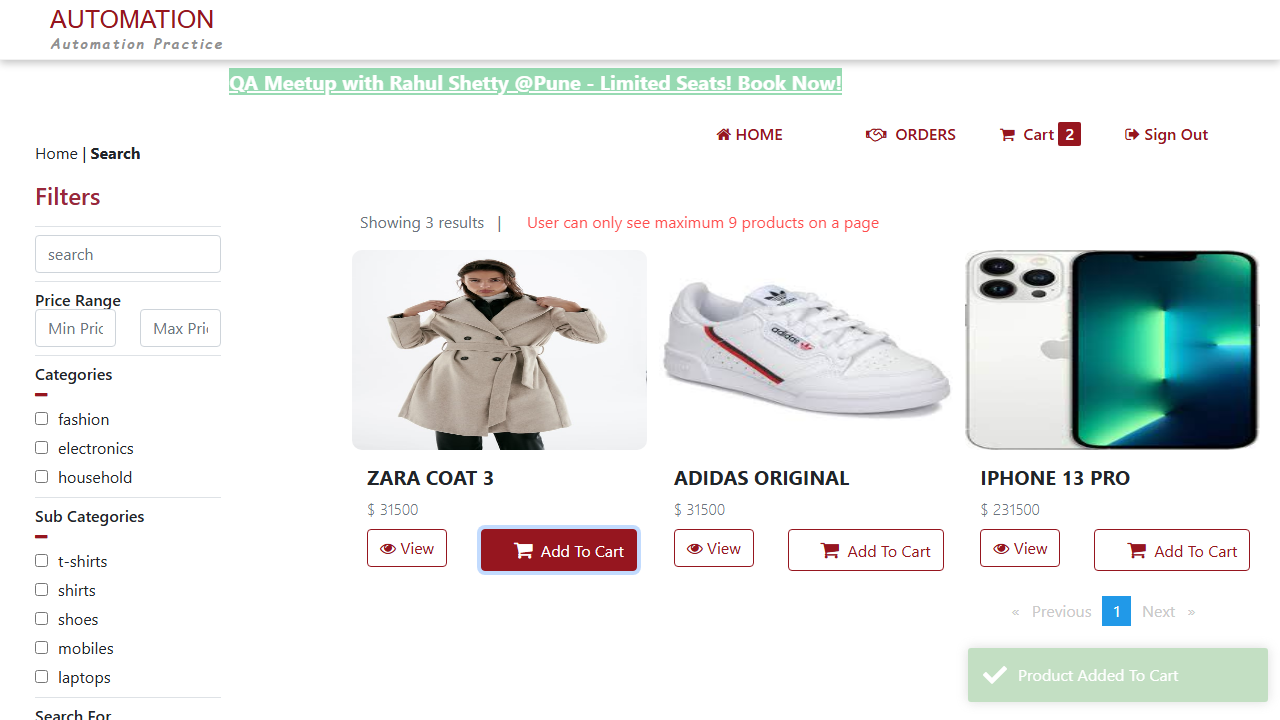 AUTOMATION
Automation Practice
QA Meetup with Rahul Shetty @Pune - Limited Seats! Book Now!
HOME ORDERS Cart 2 Sign Out
Home | Search
Filters
Showing 3 results | User can only see maximum 9 products on a page
search
Price Range
Min Pric Max Pric
Categories
fashion
electronics
household
Sub Categories
t-shirts
shirts
shoes
mobiles
laptops
Search For
adidas
ZARA COAT 3 ADIDAS ORIGINAL IPHONE 13 PRO
$ 31500 $ 31500 $ 231500
View Add To Cart View Add To Cart View Add To Cart
« Previous 1 Next »
Product Added To Cart